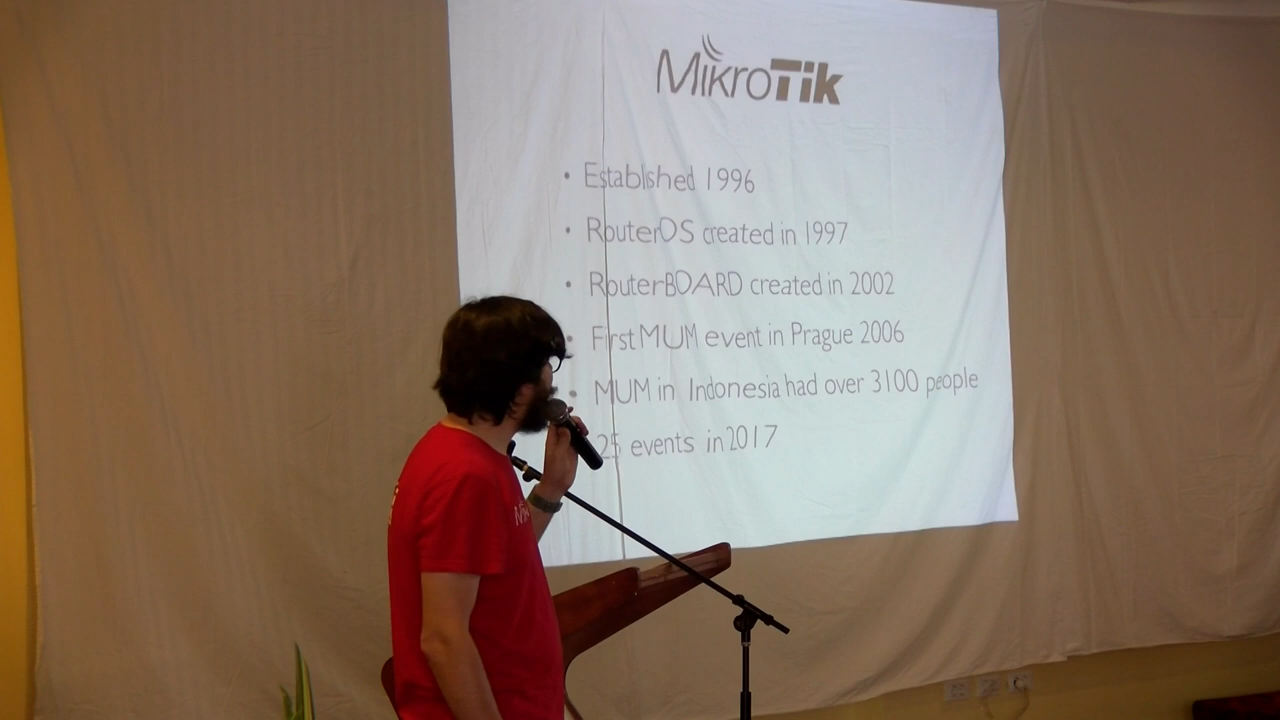 MikroTik
• Established 1996
• RouterOS created in 1997
• RouterBOARD created in 2002
• First MUM event in Prague 2006
• MUM in Indonesia had over 3100 people
25 events in 2017